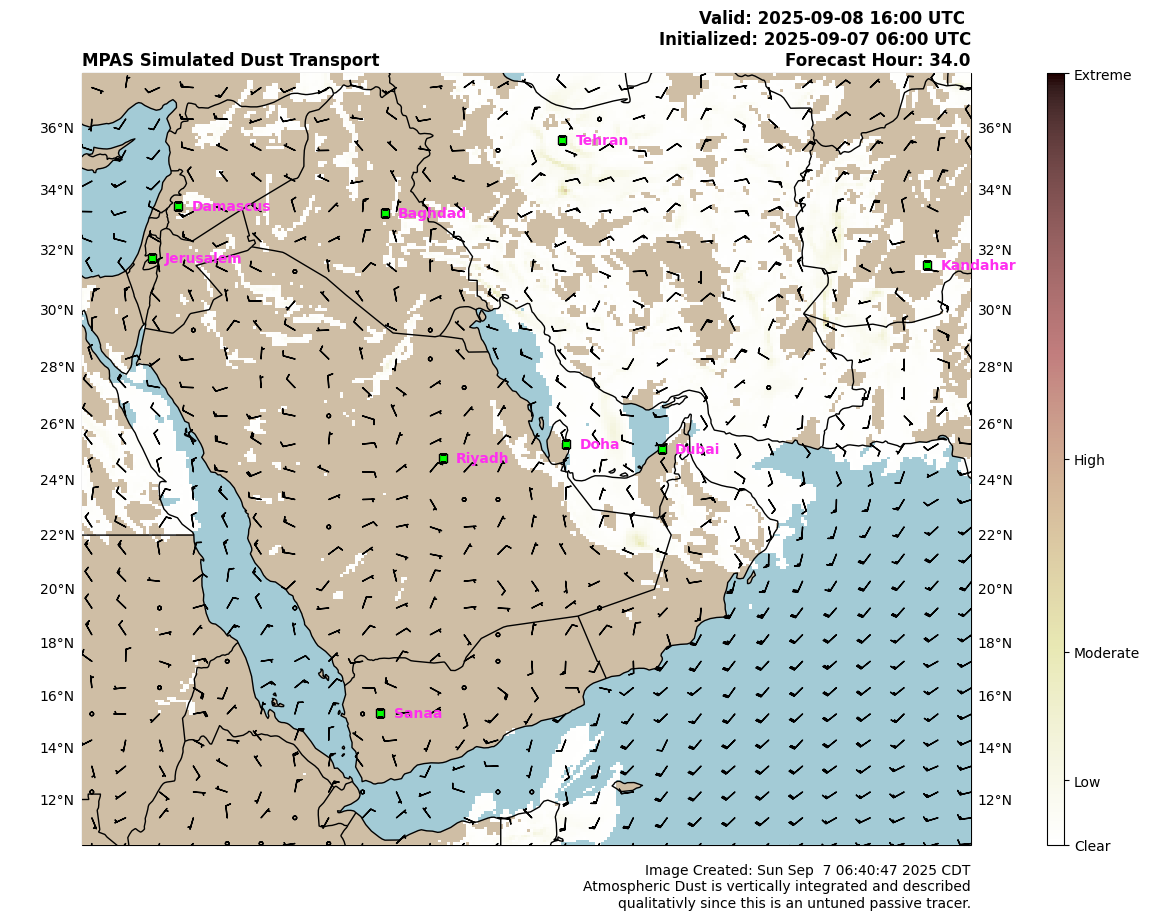 Valid: 2025-09-08 16:00 UTC
Initialized: 2025-09-07 06:00 UTC
MPAS Simulated Dust Transport Forecast Hour: 34.0
Extreme
36°N Tehran 36°N
34°N Damascus Baghdad 34°N
32°N Jerusalem Kandahar 32°N
30°N 30°N
28°N 28°N
26°N 26°N
Riyadh Doha Dubai High
24°N 24°N
22°N 22°N
20°N 20°N
18°N 18°N
Moderate
16°N Sanaa 16°N
14°N 14°N
Low
12°N 12°N
Clear
Image Created: Sun Sep  7 06:40:47 2025 CDT
Atmospheric Dust is vertically integrated and described
qualitativly since this is an untuned passive tracer.